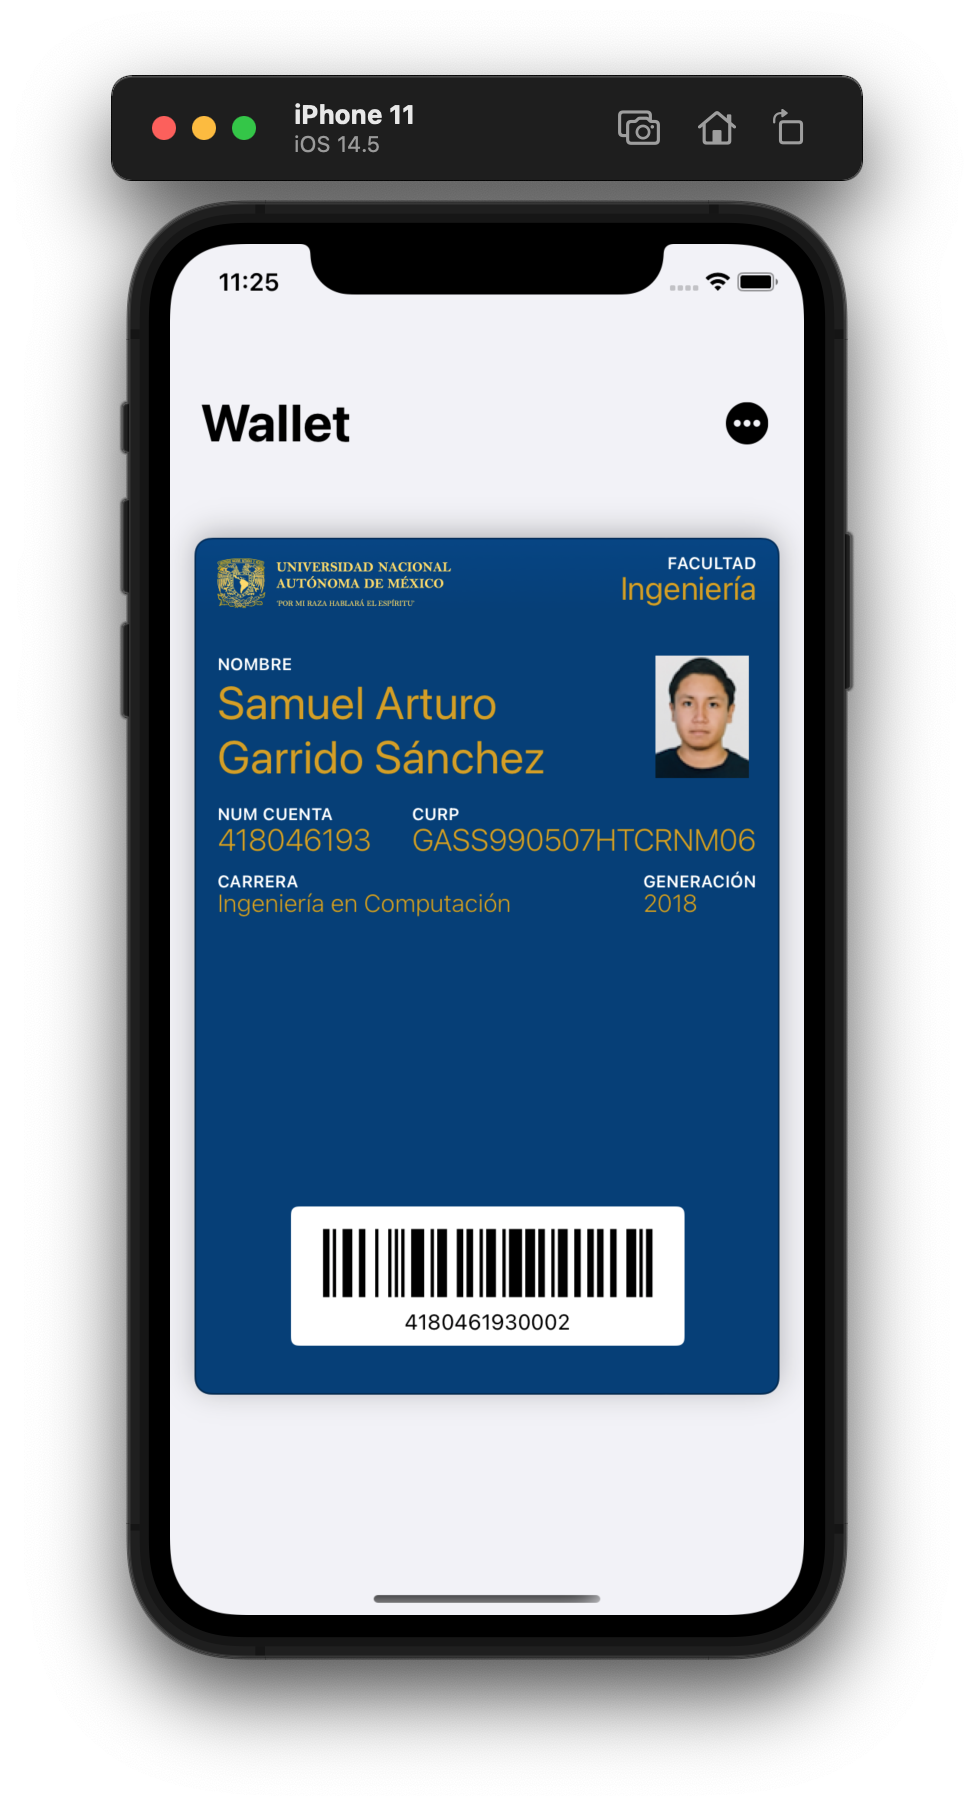 iPhone 11
iOS 14.5
11:25
Wallet
UNIVERSIDAD NACIONAL
AUTÓNOMA DE MÉXICO
"POR MI RAZA HABLARÁ EL ESPÍRITU"
FACULTAD
Ingeniería
NOMBRE
Samuel Arturo
Garrido Sánchez
NUM CUENTA
418046193
CURP
GASS990507HTCRNM06
CARRERA
Ingeniería en Computación
GENERACIÓN
2018
4180461930002